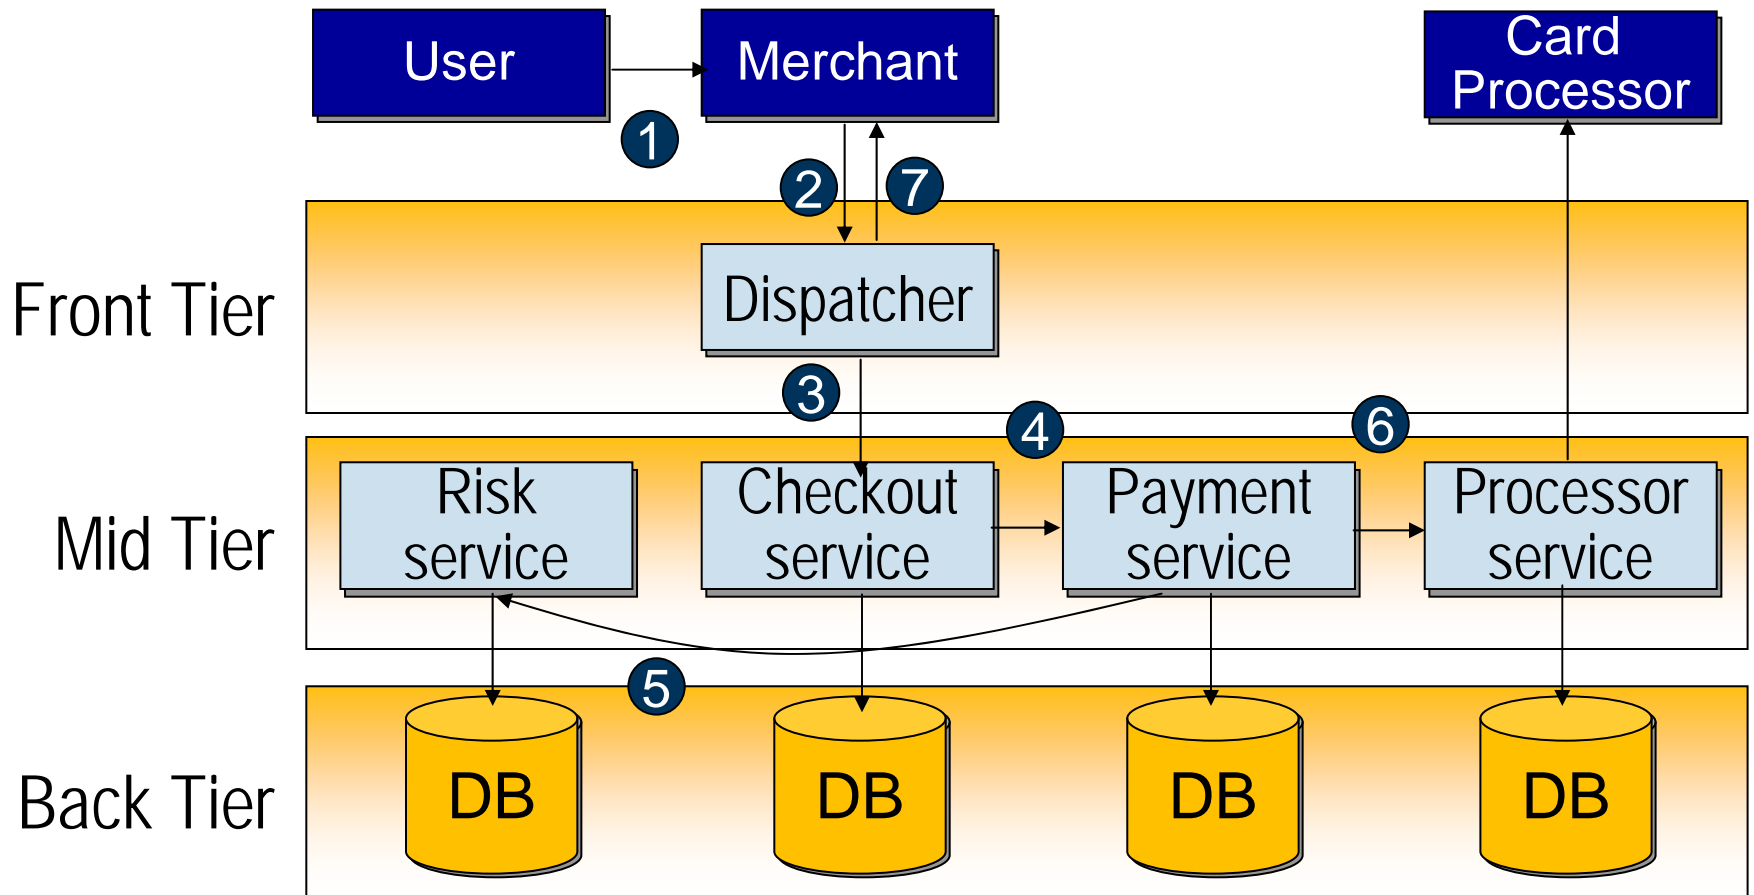 User
Merchant
Card
Processor
1
2
7
Front Tier
Dispatcher
3
4
6
Mid Tier
Risk
service
Checkout
service
Payment
service
Processor
service
5
Back Tier
DB
DB
DB
DB